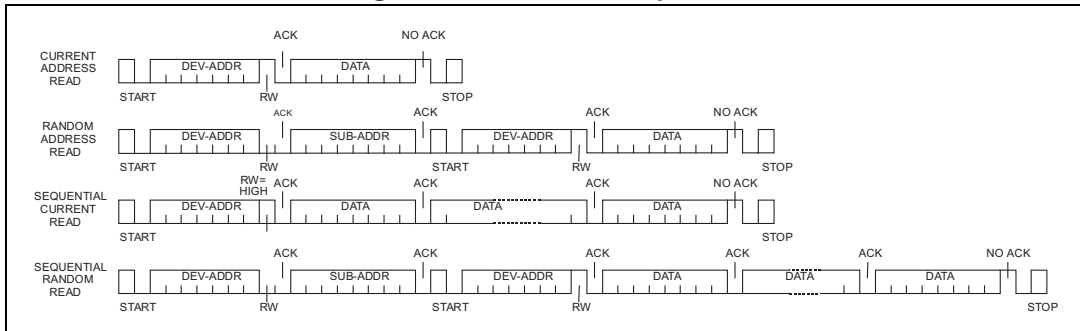 ACK NO ACK
CURRENT
ADDRESS
READ
DEV-ADDR DATA
START RW STOP
ACK ACK ACK NO ACK
RANDOM
ADDRESS
READ
DEV-ADDR SUB-ADDR DEV-ADDR DATA
START RW START RW STOP
RW=
HIGH
ACK ACK ACK NO ACK
SEQUENTIAL
CURRENT
READ
DEV-ADDR DATA DATA DATA
START STOP
ACK ACK ACK ACK ACK NO ACK
SEQUENTIAL
RANDOM
READ
DEV-ADDR SUB-ADDR DEV-ADDR DATA DATA DATA
START RW START RW STOP